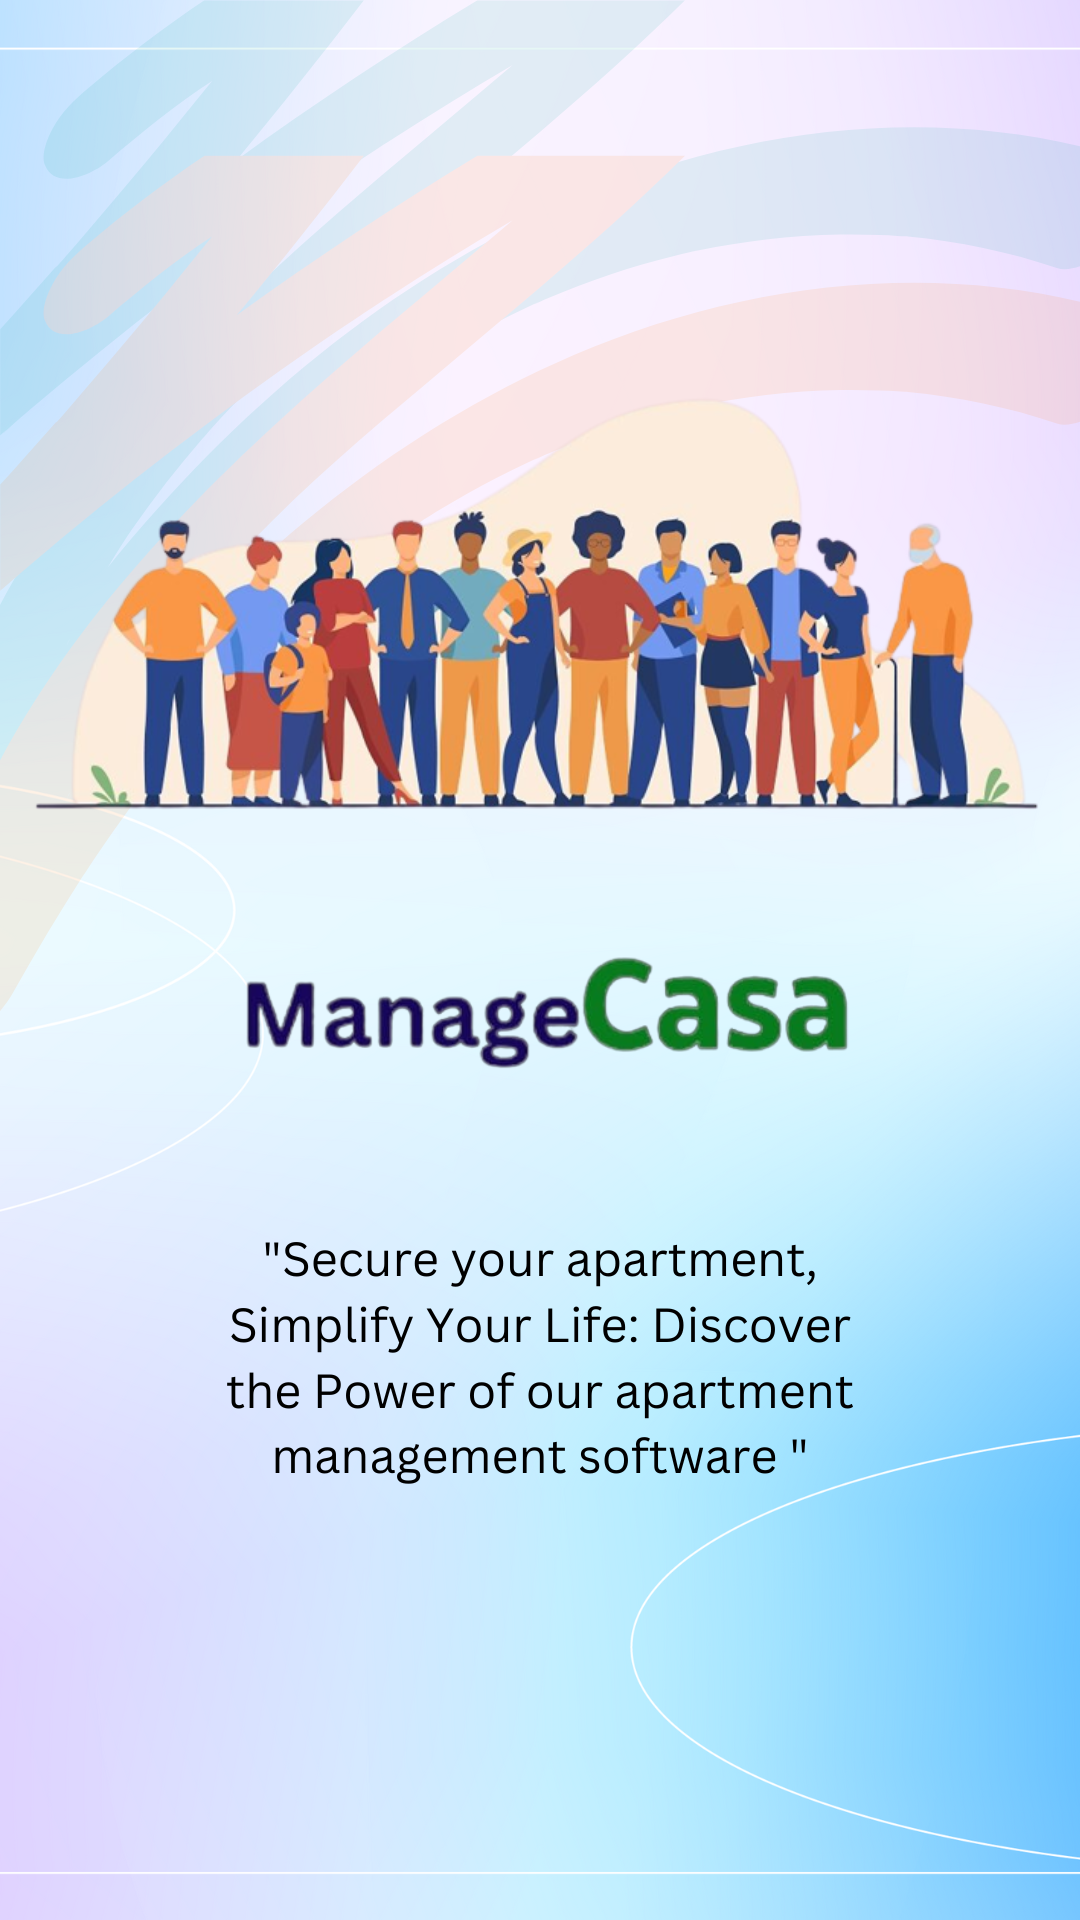 ManageCasa
"Secure your apartment,
Simplify Your Life: Discover
the Power of our apartment
management software "